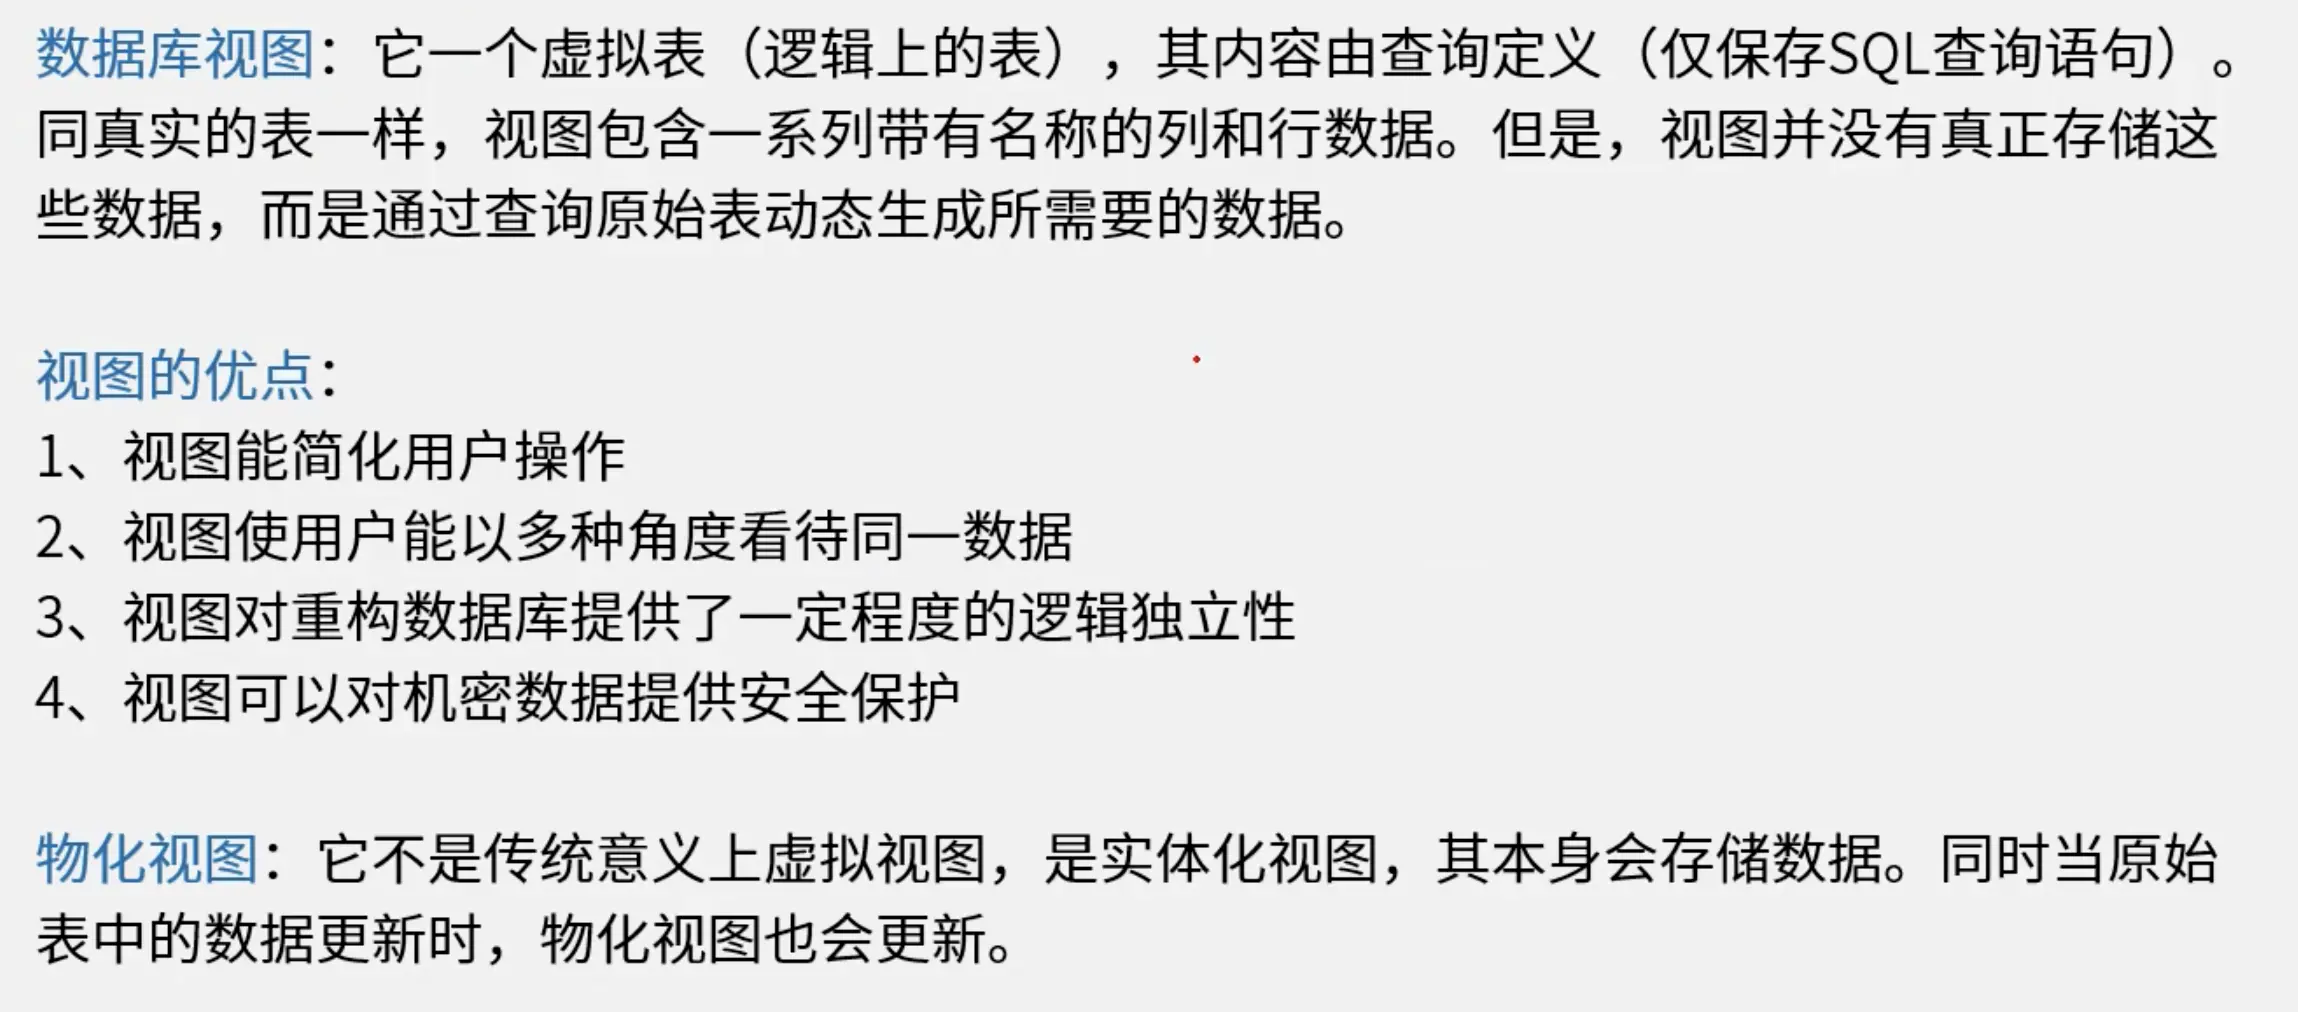 数据库视图：它一个虚拟表（逻辑上的表），其内容由查询定义（仅保存SQL查询语句）。
同真实的表一样，视图包含一系列带有名称的列和行数据。但是，视图并没有真正存储这
些数据，而是通过查询原始表动态生成所需要的数据。
视图的优点：
1、视图能简化用户操作
2、视图使用户能以多种角度看待同一数据
3、视图对重构数据库提供了一定程度的逻辑独立性
4、视图可以对机密数据提供安全保护
物化视图：它不是传统意义上虚拟视图，是实体化视图，其本身会存储数据。同时当原始
表中的数据更新时，物化视图也会更新。